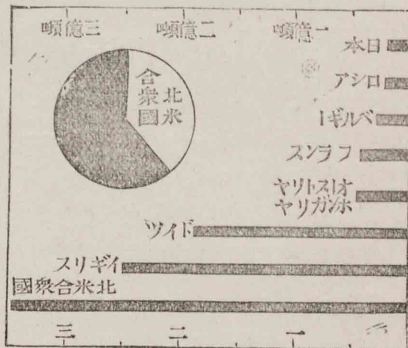 一億噸
二億噸
三億噸
日本
ロシア
ベルギー
フランス
オーストリヤ
ホンガリヤ
ドイツ
イギリス
北米合衆國
北米
合衆國
一
二
三